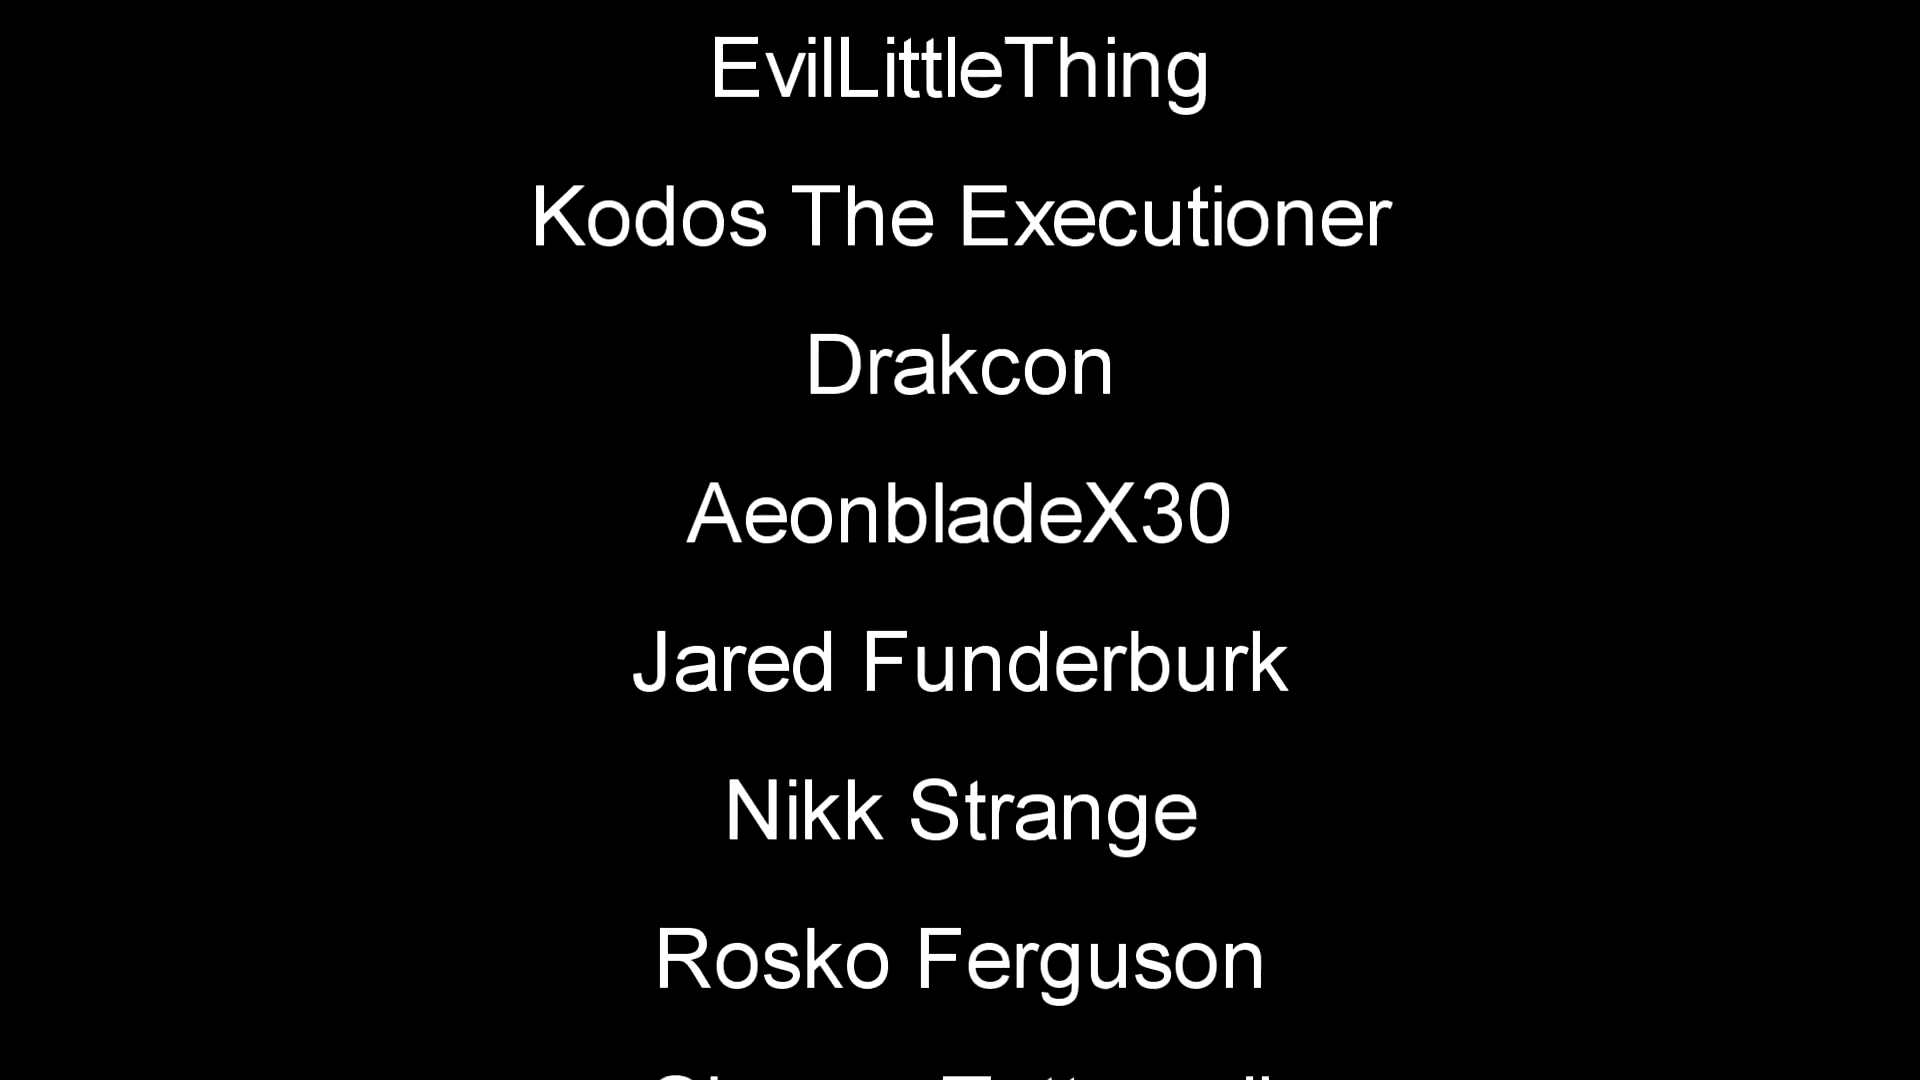 EvilLittleThing
Kodos The Executioner
Drakcon
AeonbladeX30
Jared Funderburk
Nikk Strange
Rosko Ferguson